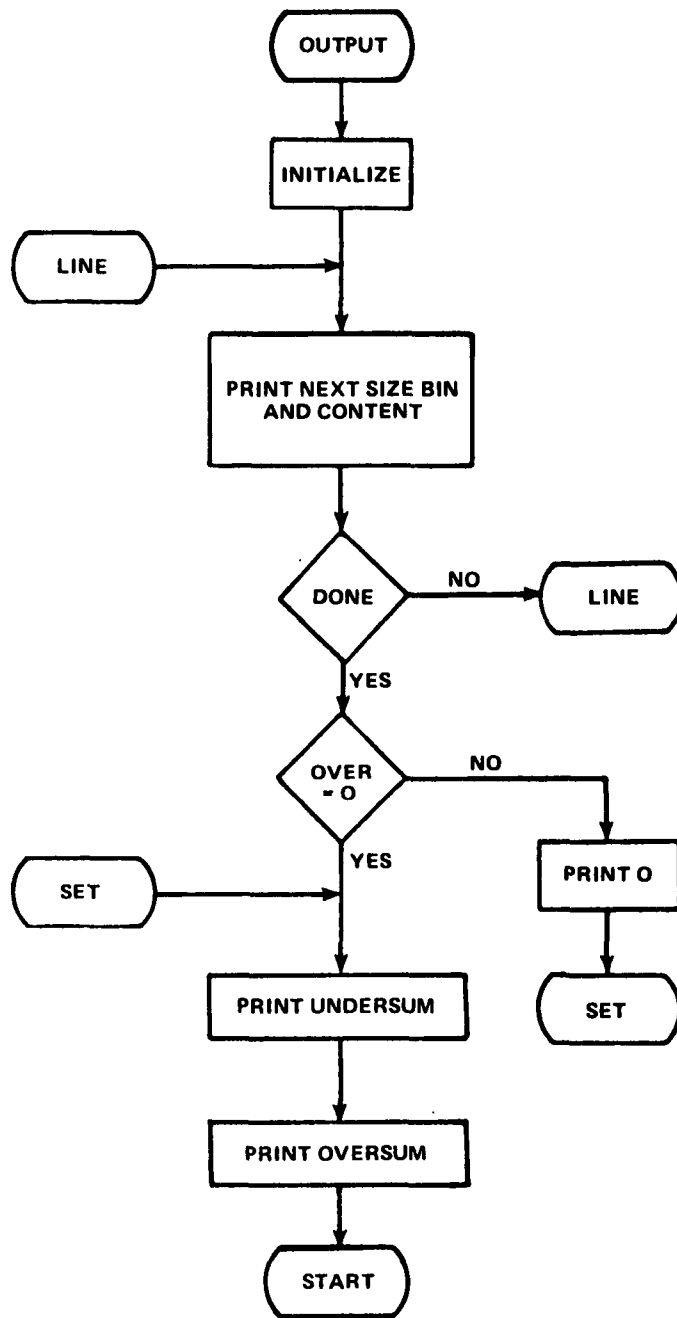 OUTPUT
INITIALIZE
LINE
PRINT NEXT SIZE BIN
AND CONTENT
DONE
NO
LINE
YES
OVER
= O
NO
YES
PRINT O
SET
SET
PRINT UNDERSUM
PRINT OVERSUM
START